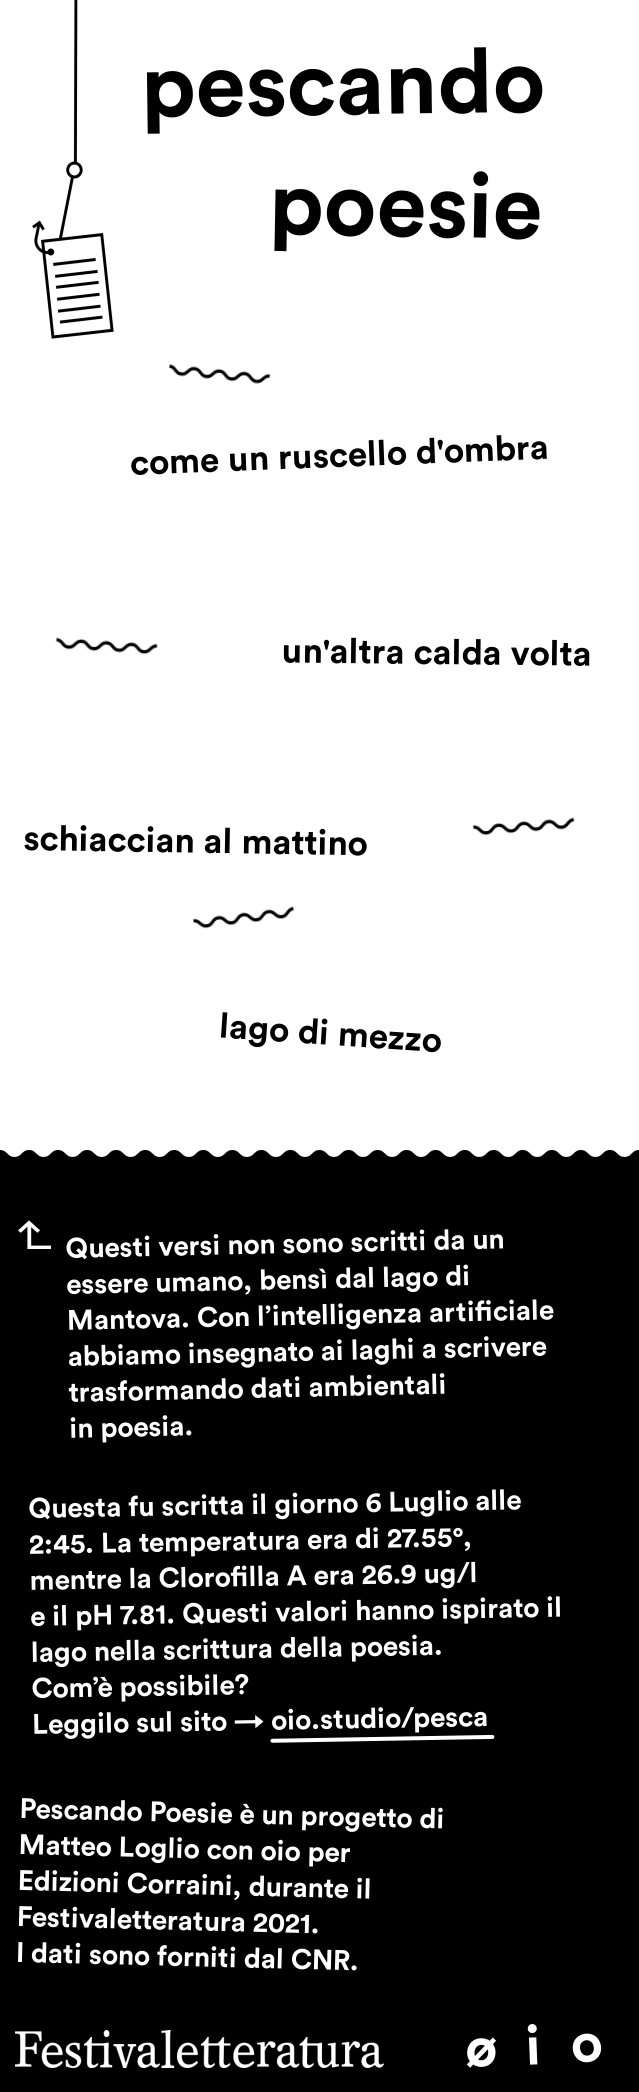 pescando
poesie
come un ruscello d'ombra
un'altra calda volta
schiaccian al mattino
lago di mezzo
Questi versi non sono scritti da un
essere umano, bensì dal lago di
Mantova. Con l’intelligenza artificiale
abbiamo insegnato ai laghi a scrivere
trasformando dati ambientali
in poesia.
Questa fu scritta il giorno 6 Luglio alle
2:45. La temperatura era di 27.55°,
mentre la Clorofilla A era 26.9 ug/l
e il pH 7.81. Questi valori hanno ispirato il
lago nella scrittura della poesia.
Com’è possibile?
Leggilo sul sito → oio.studio/pesca
Pescando Poesie è un progetto di
Matteo Loglio con oio per
Edizioni Corraini, durante il
Festivaletteratura 2021.
I dati sono forniti dal CNR.
Festivaletteratura ø i o